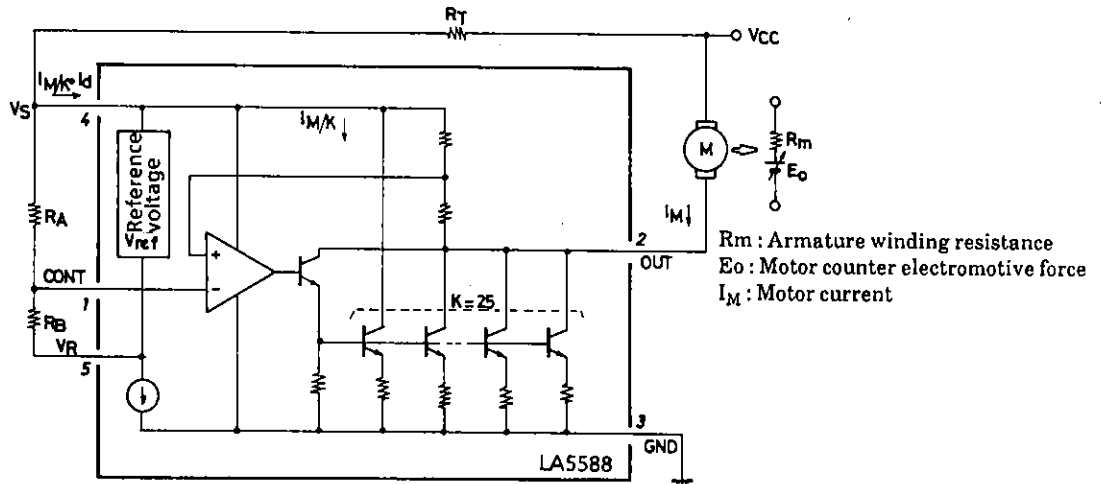 RT
VCC
IM/K+Id
VS
4
IM/K
Reference
voltage
Vref
RA
CONT
1
RB
VR
5
+
-
K=25
M
Rm
Eo
IM
2
OUT
3
GND
LA5588
Rm : Armature winding resistance
Eo : Motor counter electromotive force
IM : Motor current